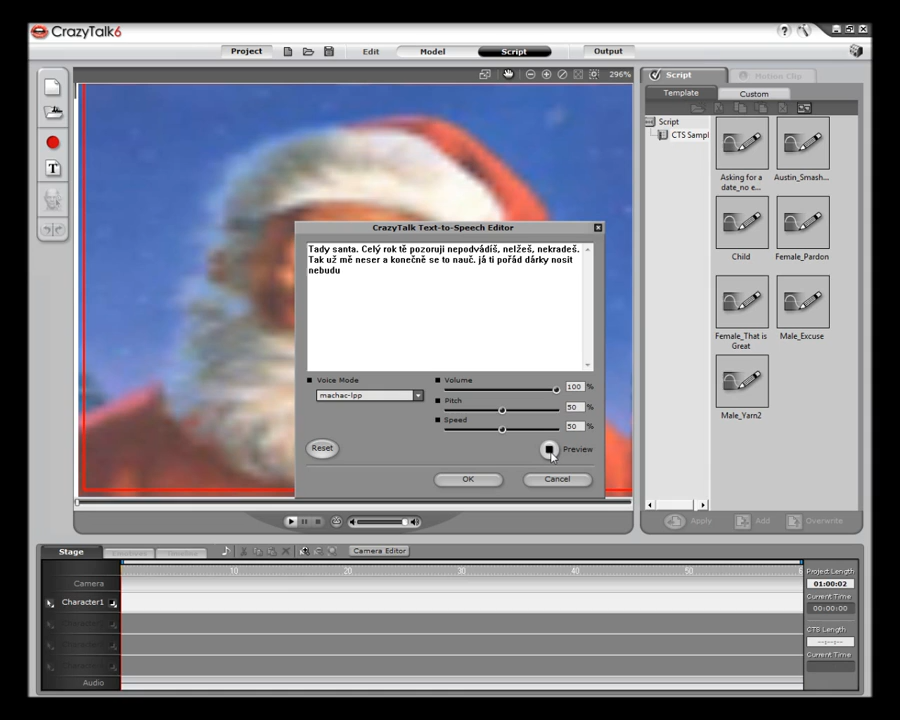 CrazyTalk6
Project
Edit
Model
Script
Output
296%
Script
Motion Clip
Template
Custom
Script
CTS Sampl
Asking for a
date_no e...
Austin_Smash...
Child
Female_Pardon
Female_That is
Great
Male_Excuse
Male_Yarn2
Apply
Add
Overwrite
CrazyTalk Text-to-Speech Editor
Tady santa. Celý rok tě pozoruji nepodvádíš, nelžeš, nekradeš.
Tak už mě neser a konečně se to nauč. já ti pořád dárky nosit
nebudu
Voice Mode
machac-lpp
Volume
100 %
Pitch
50 %
Speed
50 %
Reset
Preview
OK
Cancel
Stage
Timeline
Camera Editor
10 20 30 40 50 6
Camera
Character1
Audio
Project Length
01:00:02
Current Time
00:00:00
CTS Length
--:--:--
Current Time